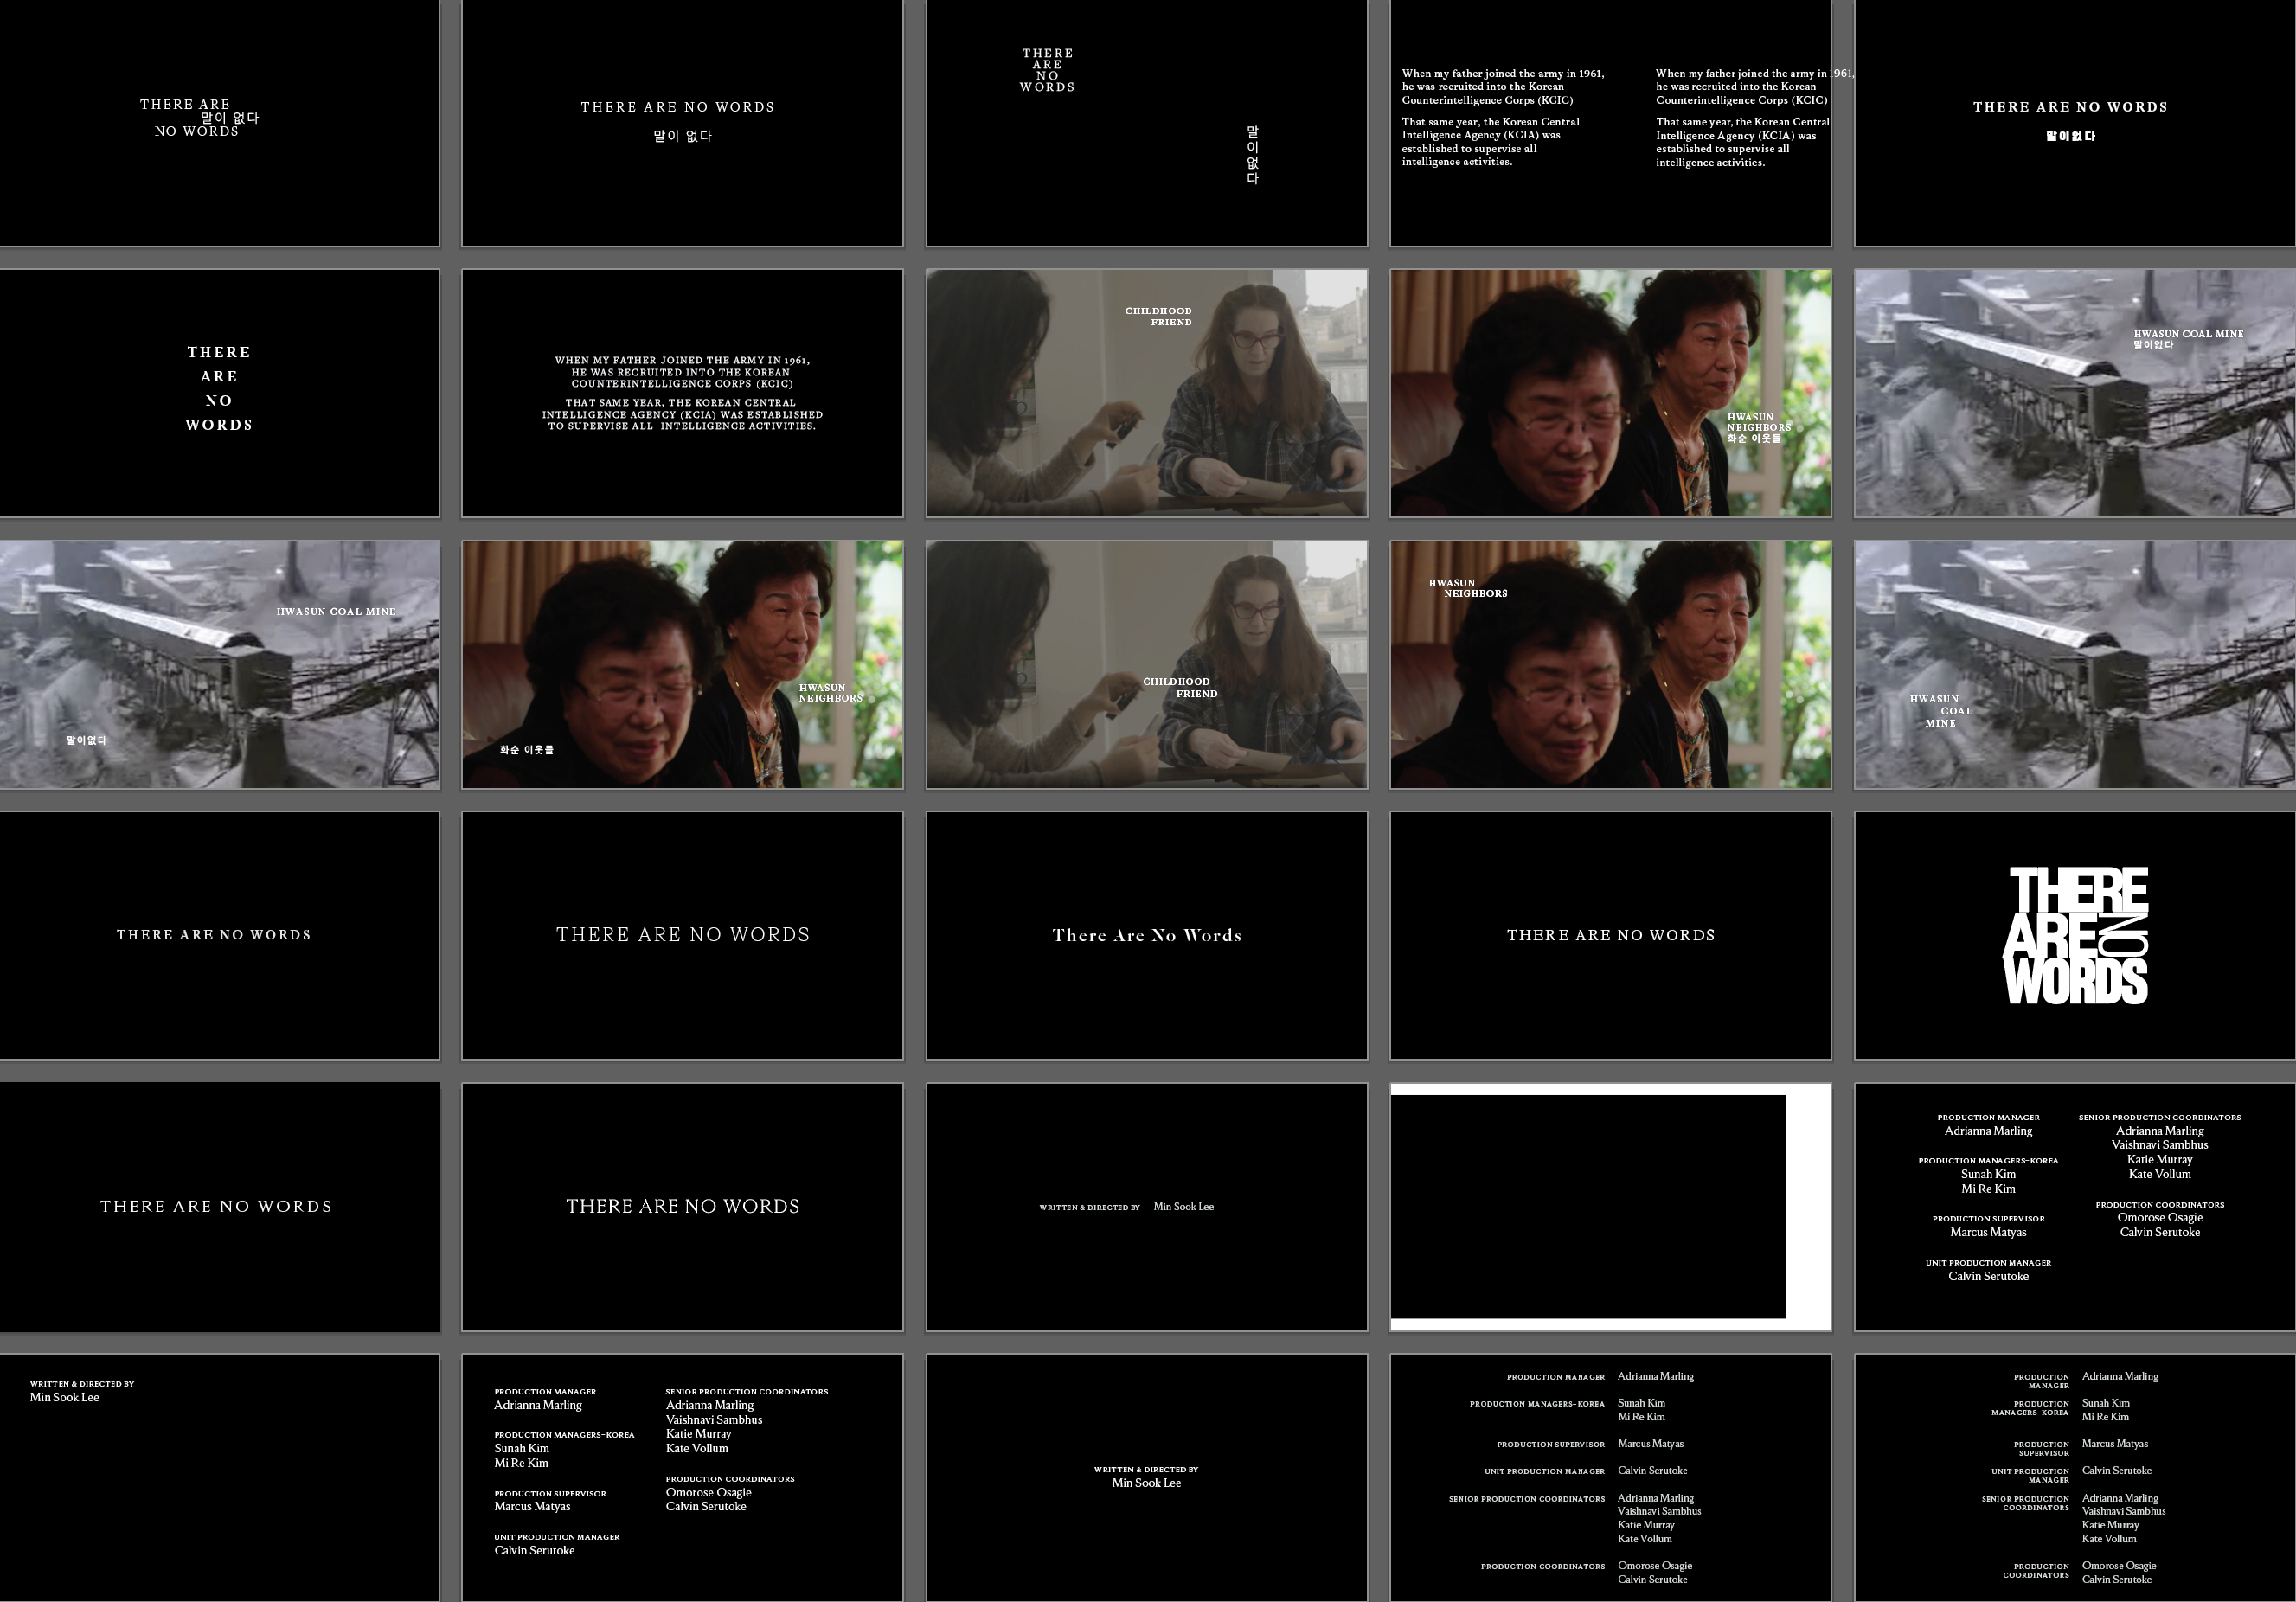 THERE ARE
말이 없다
NO WORDS
THERE ARE NO WORDS
말이 없다
THERE
ARE
NO
WORDS
말
이
없
다
When my father joined the army in 1961,
he was recruited into the Korean
Counterintelligence Corps (KCIC)
That same year, the Korean Central
Intelligence Agency (KCIA) was
established to supervise all
intelligence activities.
When my father joined the army in 1961,
he was recruited into the Korean
Counterintelligence Corps (KCIC)
That same year, the Korean Central
Intelligence Agency (KCIA) was
established to supervise all
intelligence activities.
THERE ARE NO WORDS
말이없다
THERE
ARE
NO
WORDS
WHEN MY FATHER JOINED THE ARMY IN 1961,
HE WAS RECRUITED INTO THE KOREAN
COUNTERINTELLIGENCE CORPS (KCIC)
THAT SAME YEAR, THE KOREAN CENTRAL
INTELLIGENCE AGENCY (KCIA) WAS ESTABLISHED
TO SUPERVISE ALL INTELLIGENCE ACTIVITIES.
CHILDHOOD
FRIEND
HWASUN
NEIGHBORS
화순 이웃들
HWASUN COAL MINE
말이없다
HWASUN COAL MINE
말이없다
HWASUN
NEIGHBORS
화순 이웃들
CHILDHOOD
FRIEND
HWASUN
NEIGHBORS
HWASUN
COAL
MINE
THERE ARE NO WORDS
THERE ARE NO WORDS
There Are No Words
THERE ARE NO WORDS
THERE
ARE NO
WORDS
THERE ARE NO WORDS
THERE ARE NO WORDS
WRITTEN & DIRECTED BY Min Sook Lee
PRODUCTION MANAGER
Adrianna Marling
PRODUCTION MANAGERS-KOREA
Sunah Kim
Mi Re Kim
PRODUCTION SUPERVISOR
Marcus Matyas
UNIT PRODUCTION MANAGER
Calvin Serutoke
SENIOR PRODUCTION COORDINATORS
Adrianna Marling
Vaishnavi Sambhus
Katie Murray
Kate Vollum
PRODUCTION COORDINATORS
Omorose Osagie
Calvin Serutoke
WRITTEN & DIRECTED BY
Min Sook Lee
PRODUCTION MANAGER
Adrianna Marling
PRODUCTION MANAGERS-KOREA
Sunah Kim
Mi Re Kim
PRODUCTION SUPERVISOR
Marcus Matyas
UNIT PRODUCTION MANAGER
Calvin Serutoke
SENIOR PRODUCTION COORDINATORS
Adrianna Marling
Vaishnavi Sambhus
Katie Murray
Kate Vollum
PRODUCTION COORDINATORS
Omorose Osagie
Calvin Serutoke
WRITTEN & DIRECTED BY
Min Sook Lee
PRODUCTION MANAGER Adrianna Marling
PRODUCTION MANAGERS-KOREA Sunah Kim
Mi Re Kim
PRODUCTION SUPERVISOR Marcus Matyas
UNIT PRODUCTION MANAGER Calvin Serutoke
SENIOR PRODUCTION COORDINATORS Adrianna Marling
Vaishnavi Sambhus
Katie Murray
Kate Vollum
PRODUCTION COORDINATORS Omorose Osagie
Calvin Serutoke
PRODUCTION Adrianna Marling
MANAGER
PRODUCTION Sunah Kim
MANAGERS-KOREA Mi Re Kim
PRODUCTION Marcus Matyas
SUPERVISOR
UNIT PRODUCTION Calvin Serutoke
MANAGER
SENIOR PRODUCTION Adrianna Marling
COORDINATORS Vaishnavi Sambhus
Katie Murray
Kate Vollum
PRODUCTION Omorose Osagie
COORDINATORS Calvin Serutoke